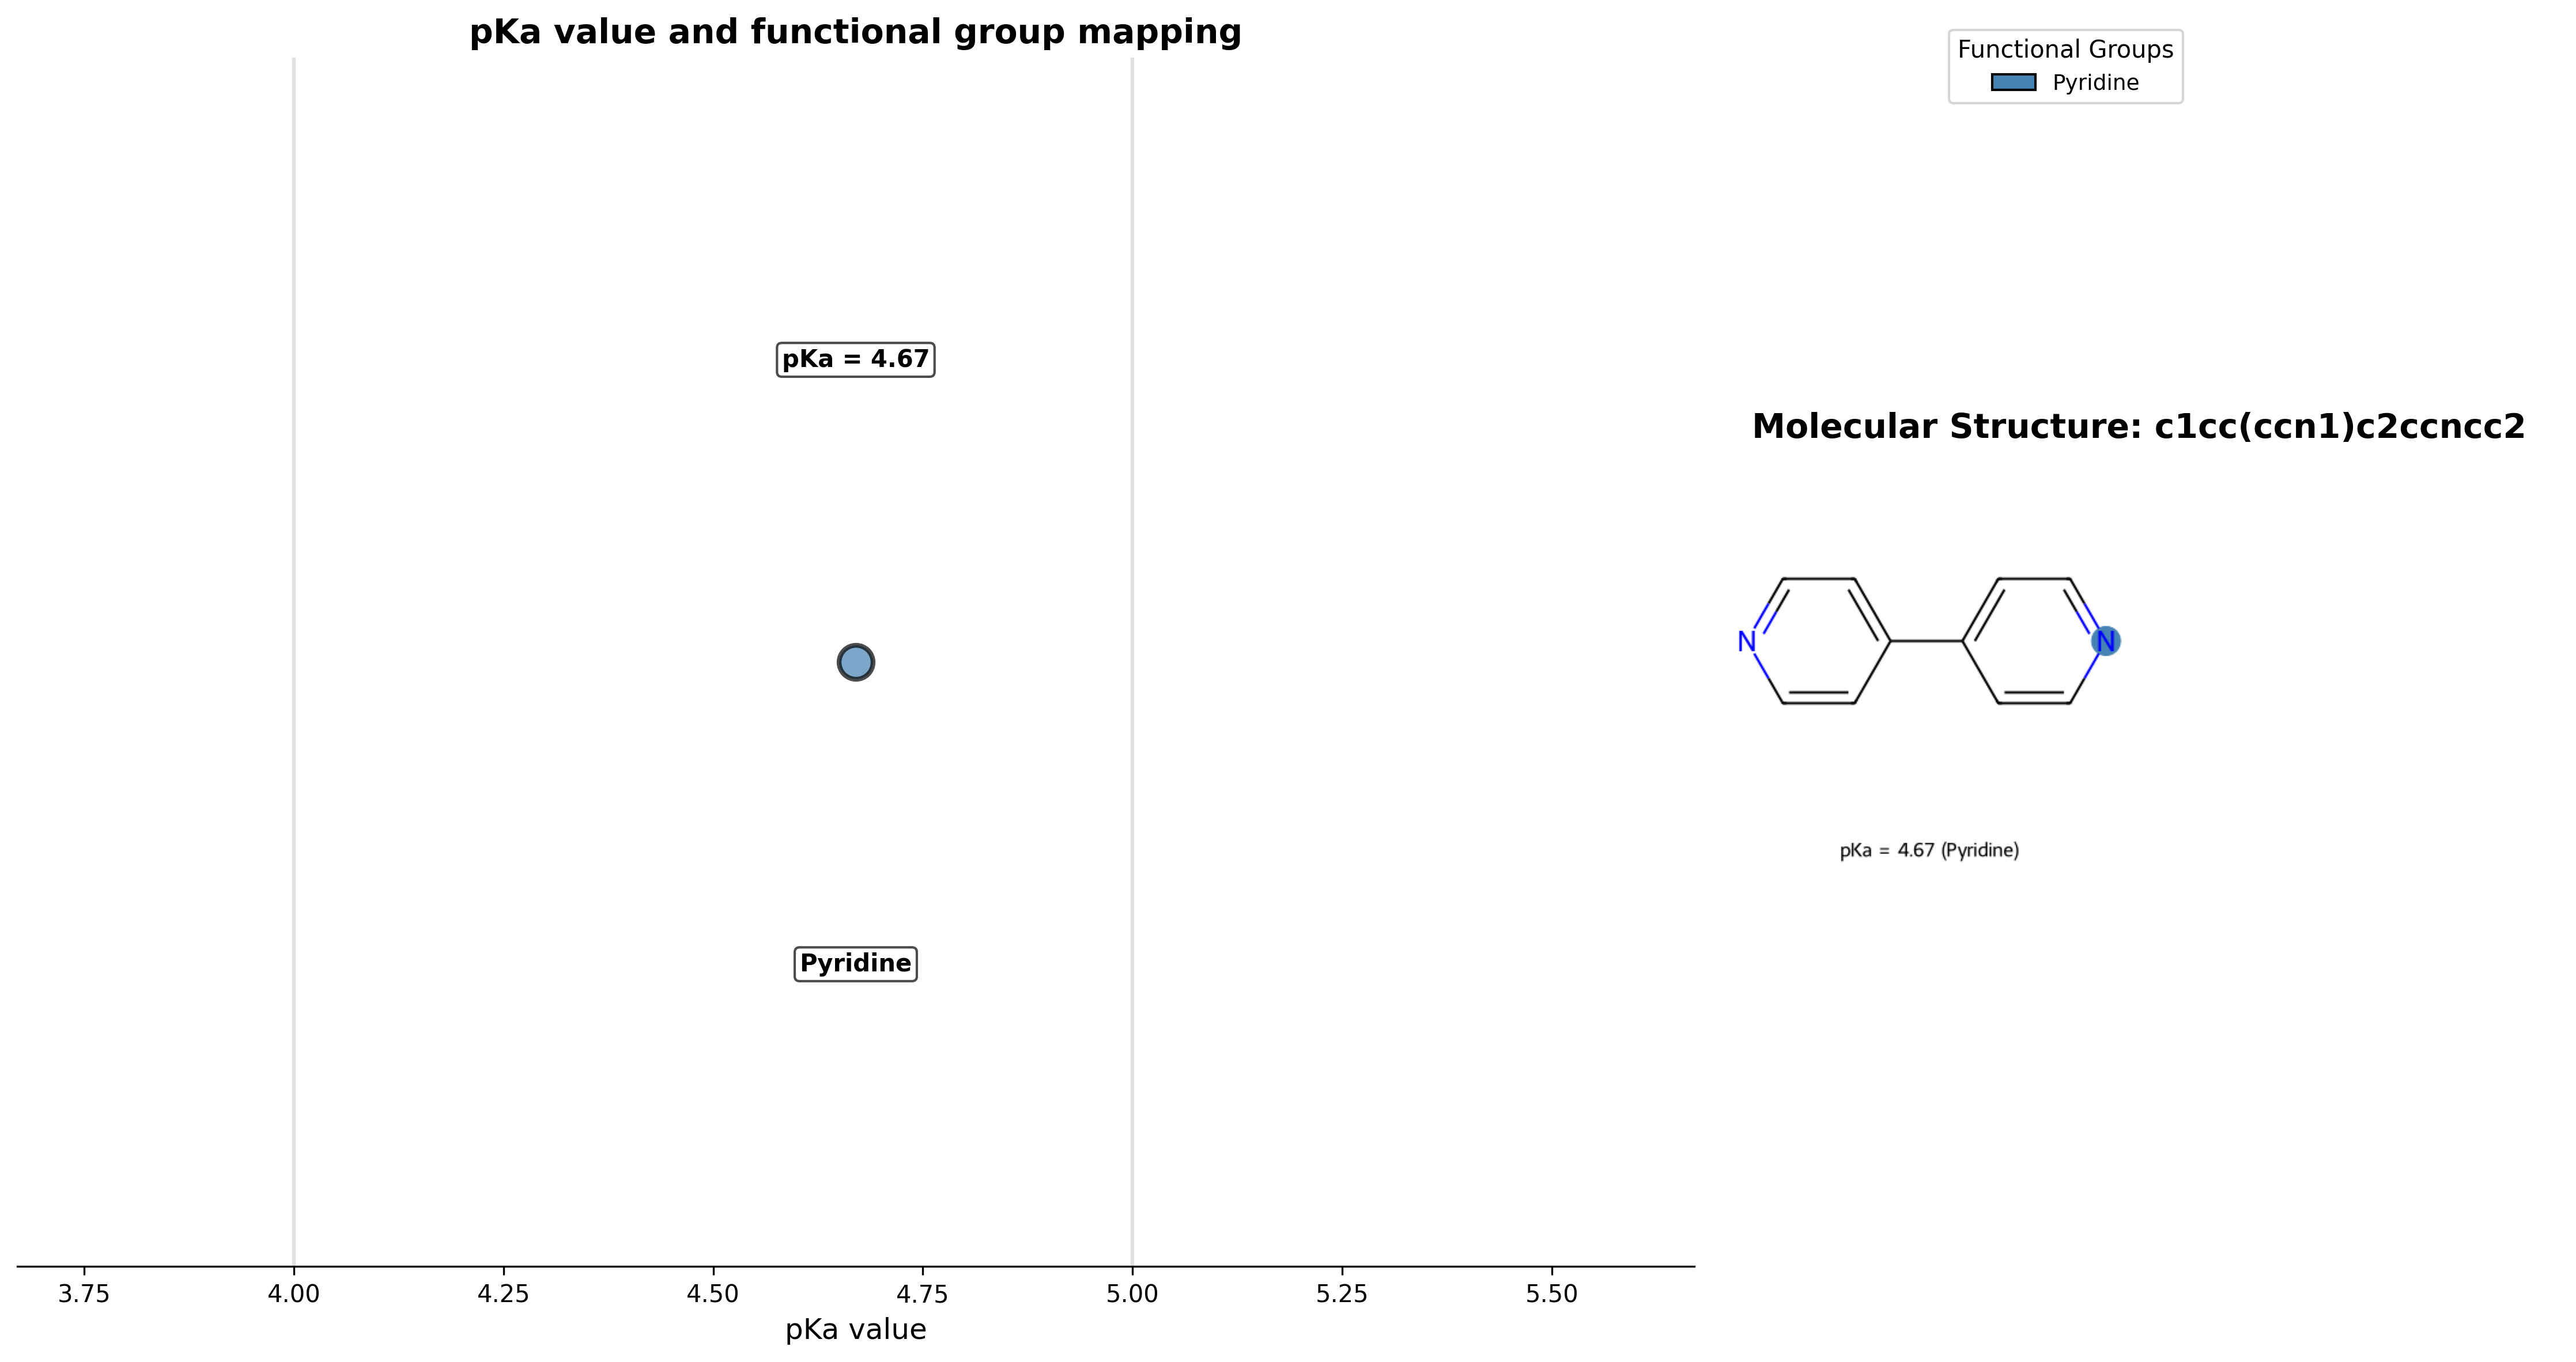 pKa value and functional group mapping
pKa = 4.67
Pyridine
3.75
4.00
4.25
4.50
4.75
5.00
5.25
5.50
pKa value
Functional Groups
Pyridine
Molecular Structure: c1cc(ccn1)c2ccncc2
N
N
pKa = 4.67 (Pyridine)